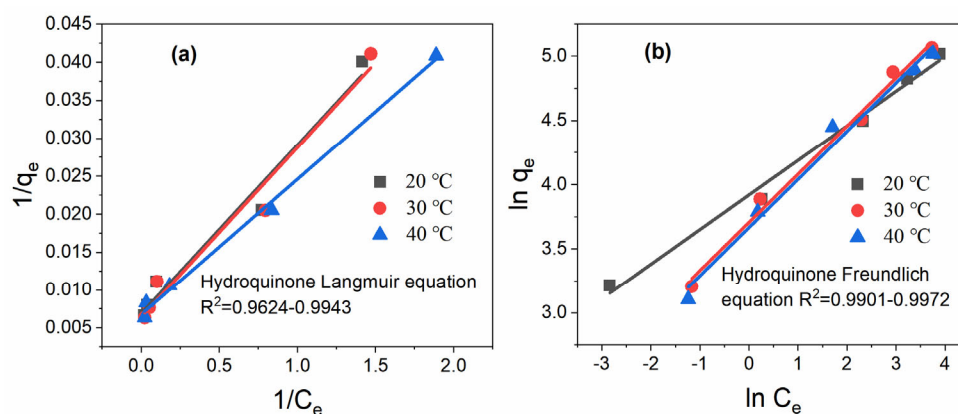 (a)
0.045
0.040
0.035
0.030
0.025
0.020
0.015
0.010
0.005
1/qₑ
20 ℃
30 ℃
40 ℃
Hydroquinone Langmuir equation
R²=0.9624-0.9943
0.0 0.5 1.0 1.5 2.0
1/Cₑ
(b)
5.0
4.5
4.0
3.5
3.0
ln qₑ
20 ℃
30 ℃
40 ℃
Hydroquinone Freundlich
equation R²=0.9901-0.9972
-3 -2 -1 0 1 2 3 4
ln Cₑ